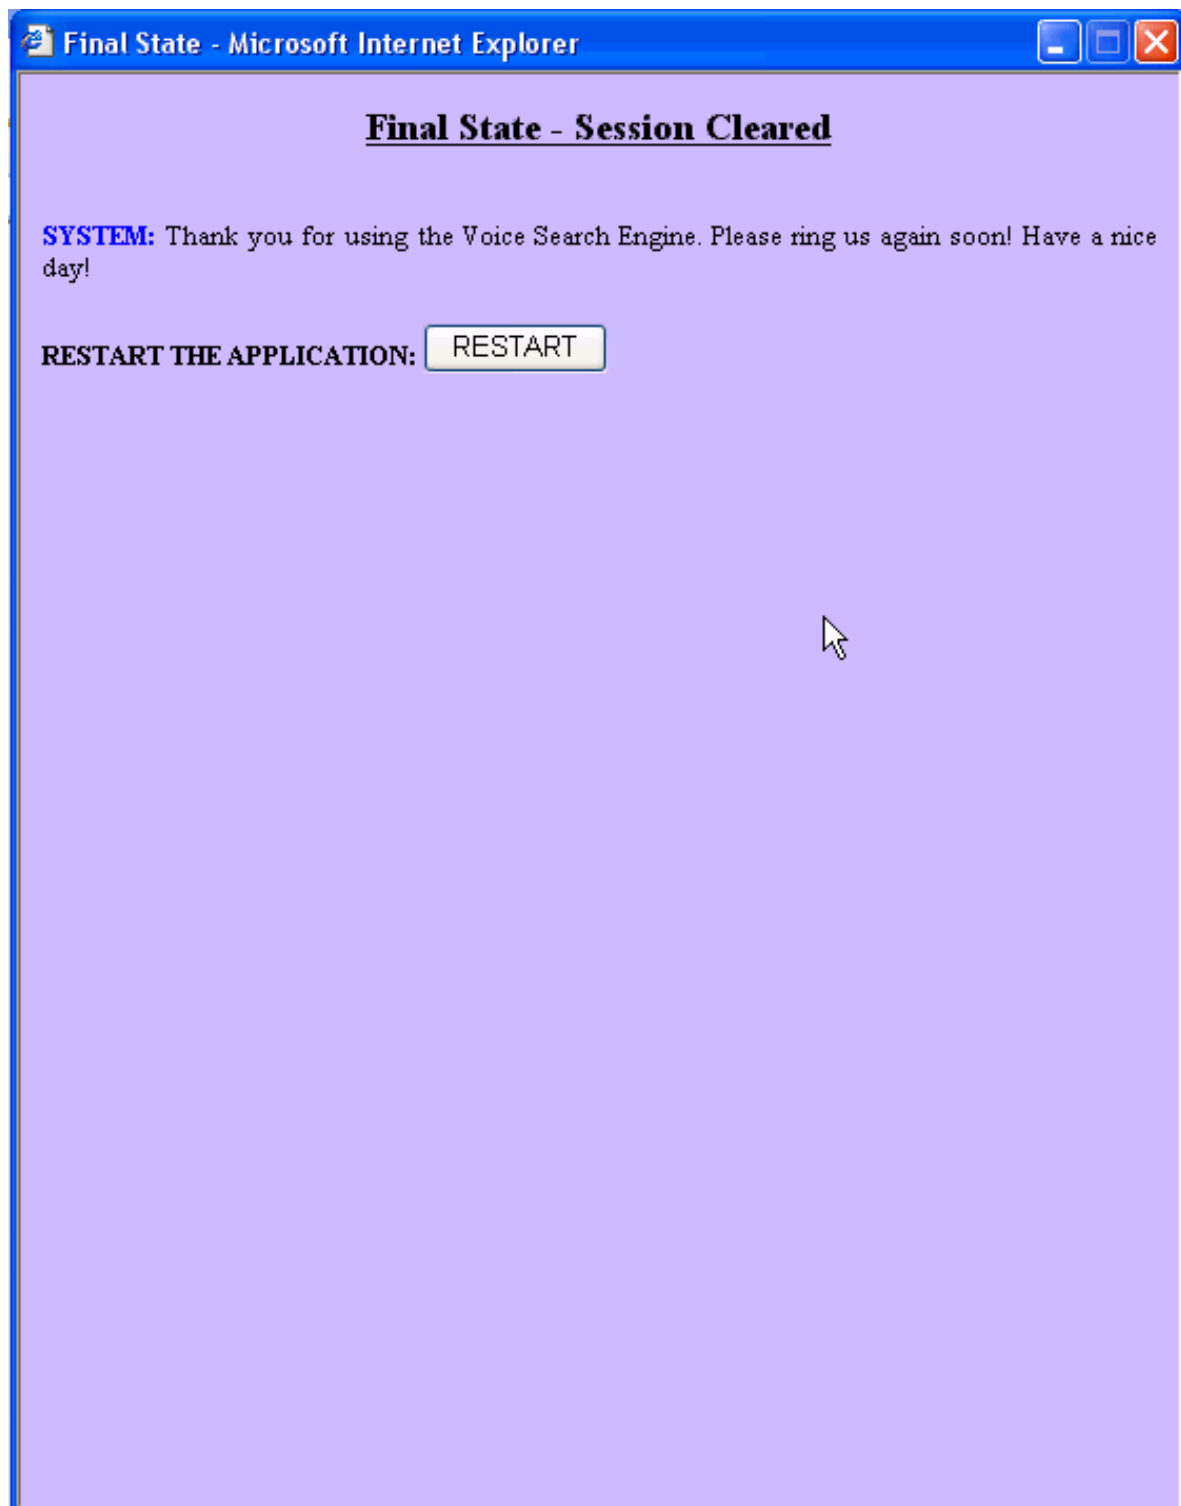 Final State - Microsoft Internet Explorer
Final State - Session Cleared
SYSTEM: Thank you for using the Voice Search Engine. Please ring us again soon! Have a nice
day!
RESTART THE APPLICATION: RESTART